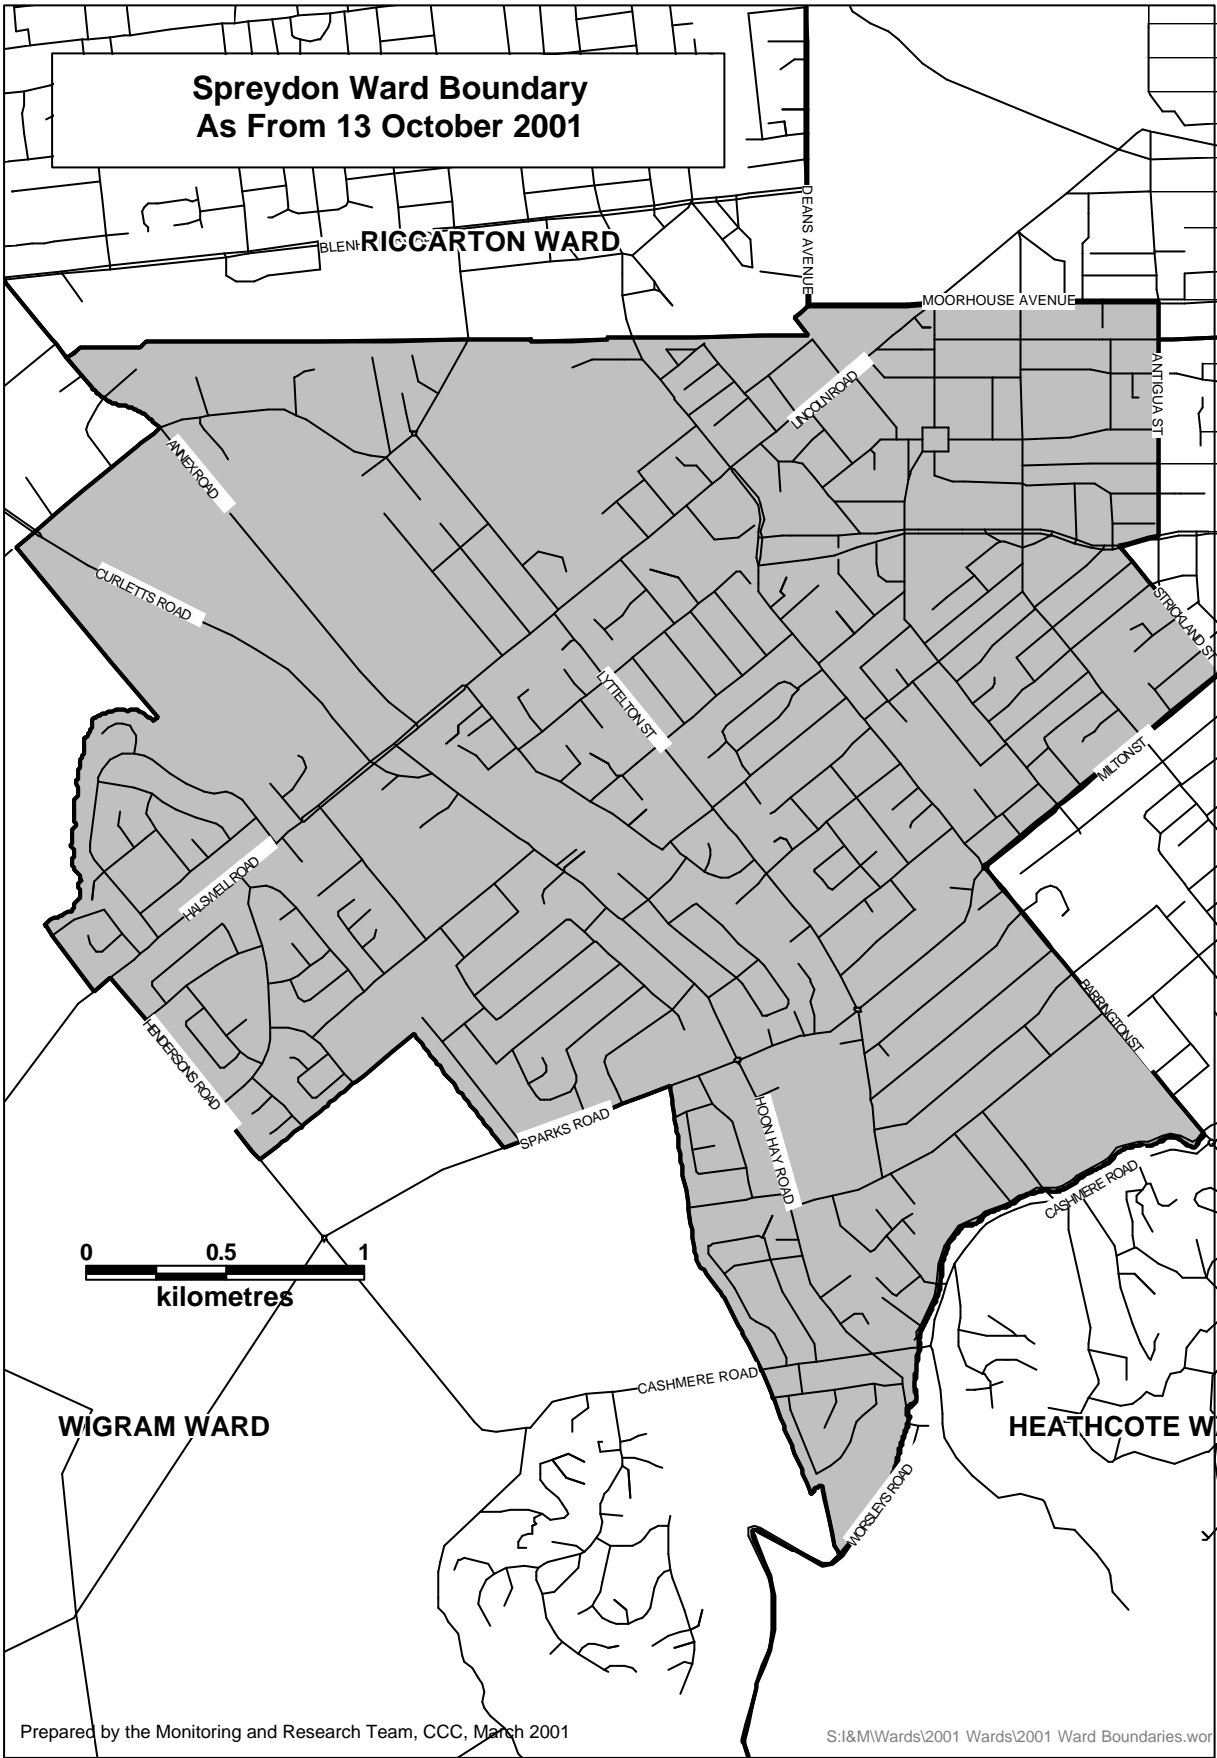 Spreydon Ward Boundary
As From 13 October 2001
DEANS AVENUE
BLENH
RICCARTON WARD
MOORHOUSE AVENUE
ANTIGUA ST
LINCOLN ROAD
ANNEX ROAD
CURLETTS ROAD
STRICKLAND ST
LYTTELTON ST
MILTON ST
HALSWELL ROAD
BARRINGTON ST
HENDERSONS ROAD
SPARKS ROAD
HOON HAY ROAD
CASHMERE ROAD
0 0.5 1
kilometres
CASHMERE ROAD
WIGRAM WARD
HEATHCOTE W
WORSLEYS ROAD
Prepared by the Monitoring and Research Team, CCC, March 2001
S:I&M\Wards\2001 Wards\2001 Ward Boundaries.wor